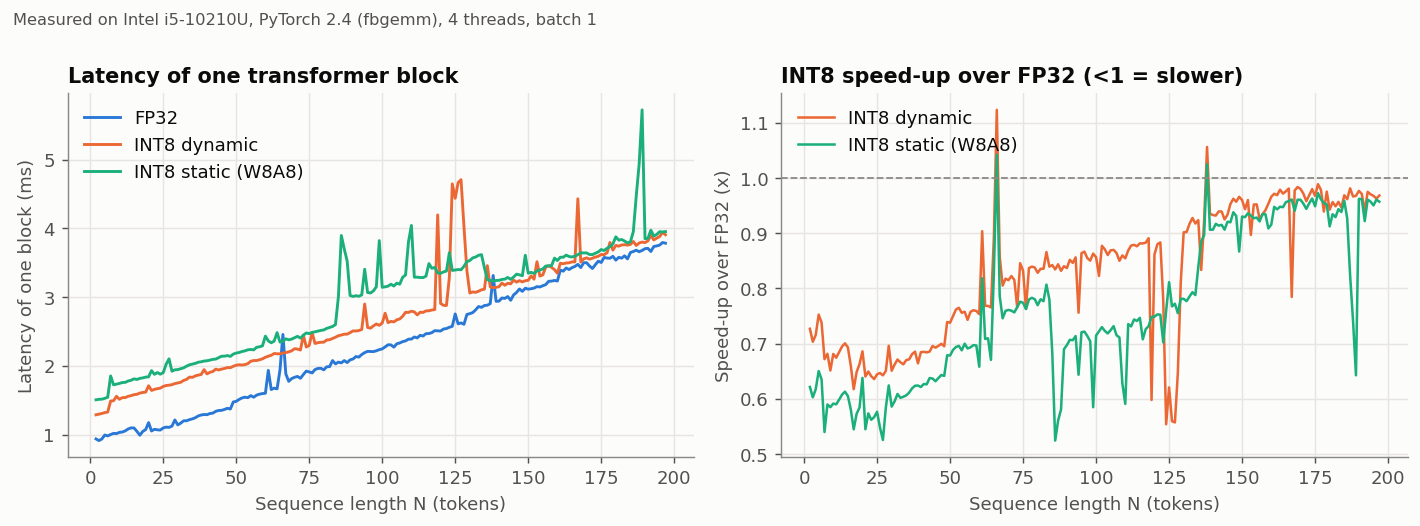 Measured on Intel i5-10210U, PyTorch 2.4 (fbgemm), 4 threads, batch 1
Latency of one transformer block
FP32
INT8 dynamic
INT8 static (W8A8)
Latency of one block (ms)
5
4
3
2
1
0
25
50
75
100
125
150
175
200
Sequence length N (tokens)
INT8 speed-up over FP32 (<1 = slower)
INT8 dynamic
INT8 static (W8A8)
Speed-up over FP32 (x)
1.1
1.0
0.9
0.8
0.7
0.6
0.5
0
25
50
75
100
125
150
175
200
Sequence length N (tokens)